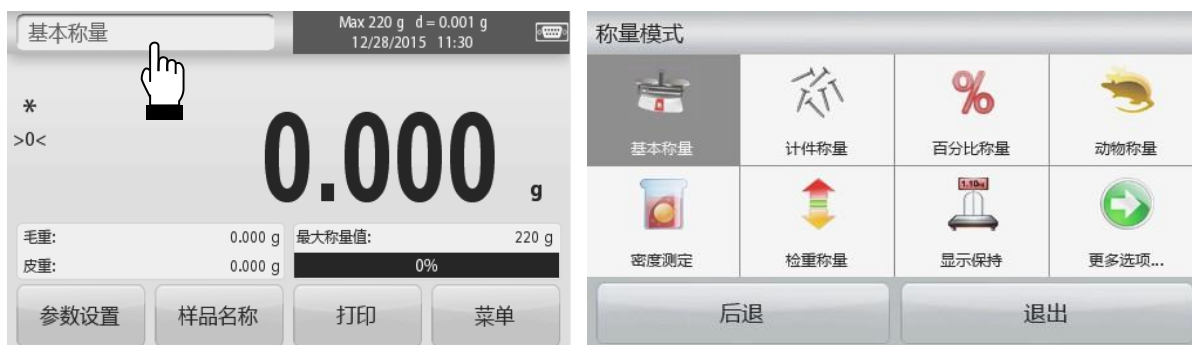 基本称量
Max 220 g d = 0.001 g
12/28/2015 11:30
*
>0<
0.000 g
毛重: 0.000 g 最大称量值: 220 g
皮重: 0.000 g 0%
参数设置 样品名称 打印 菜单
称量模式
基本称量 计件称量 百分比称量 动物称量
1.10kg
密度测定 检重称量 显示保持 更多选项...
后退 退出